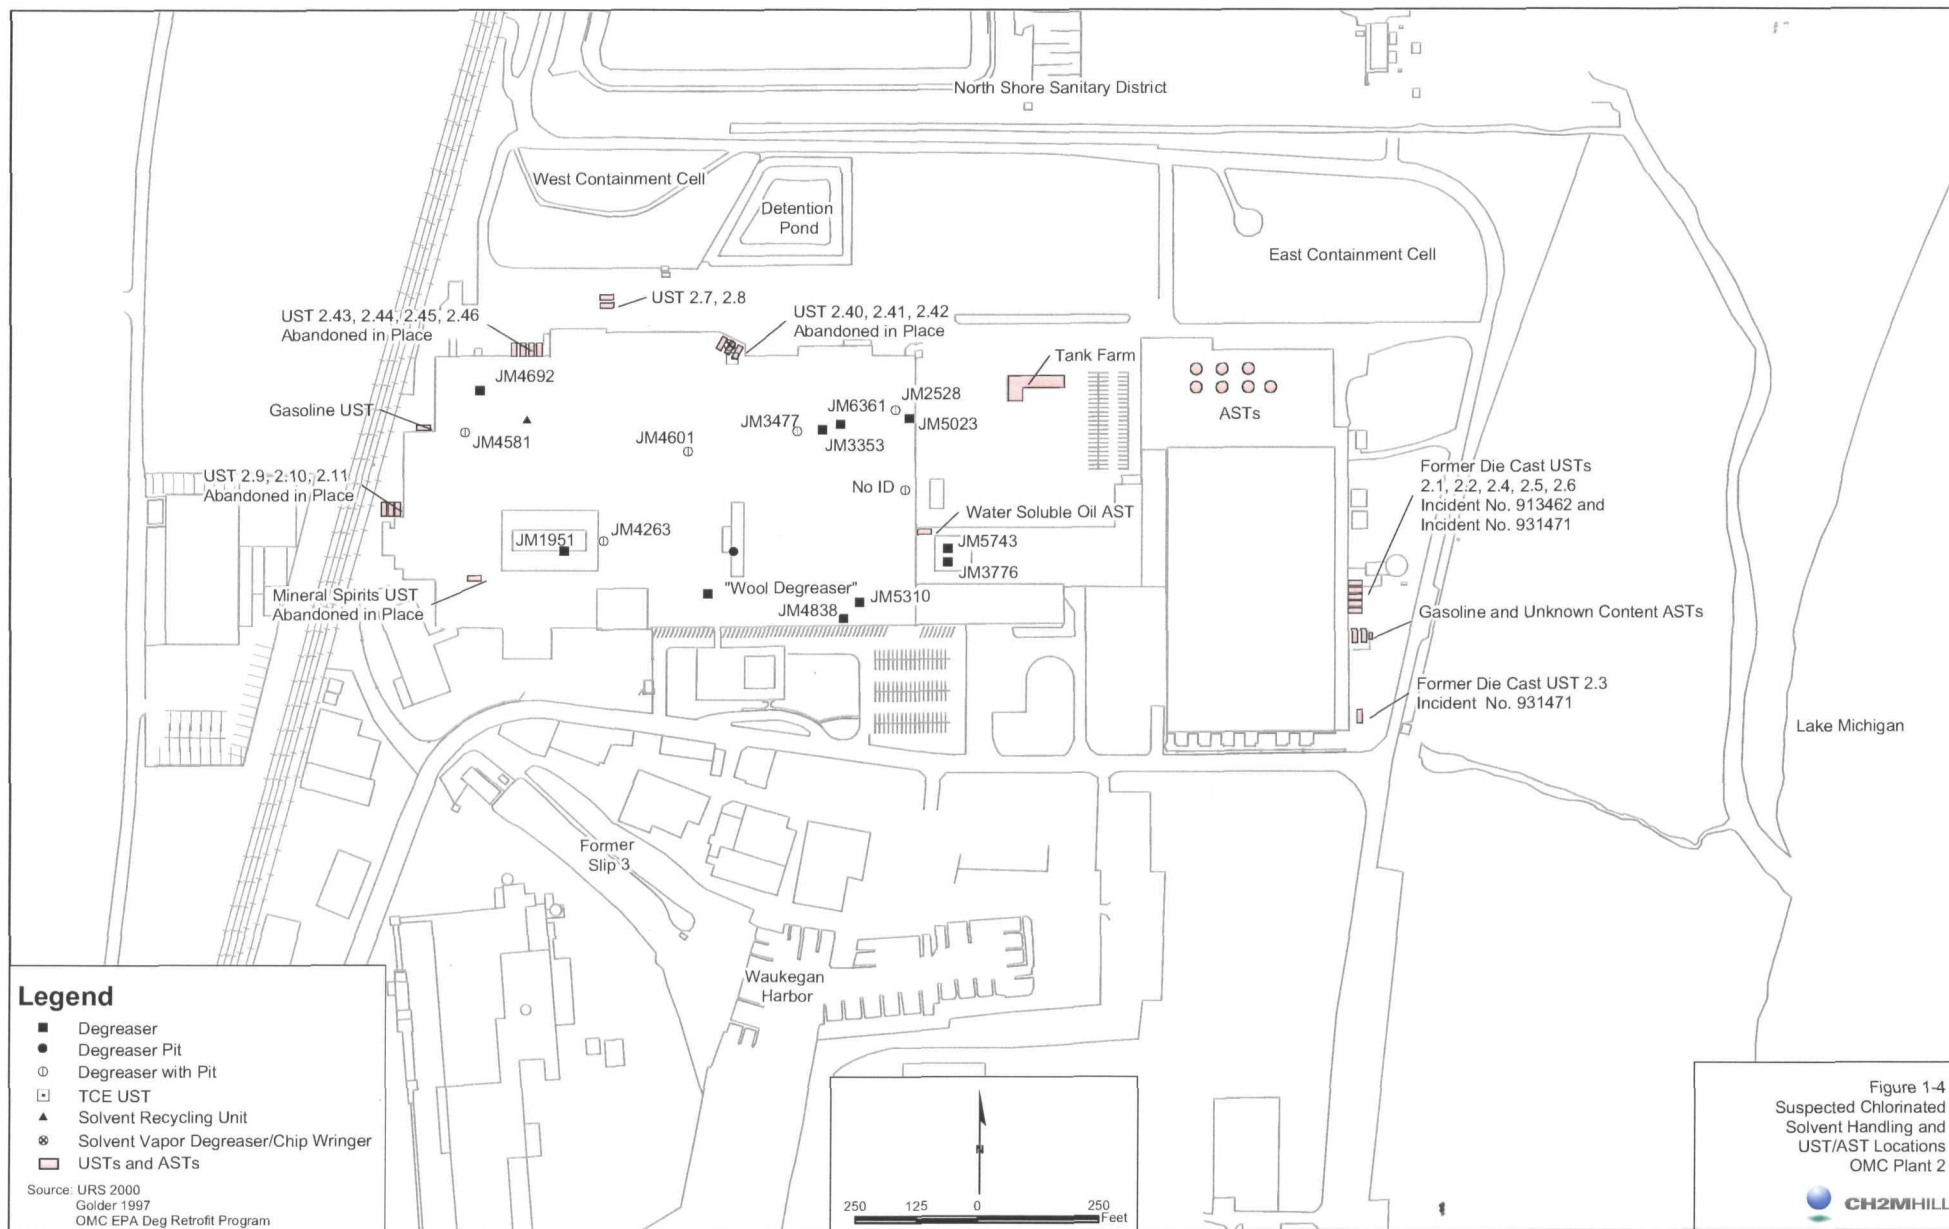 North Shore Sanitary District
West Containment Cell
Detention
Pond
East Containment Cell
UST 2.7, 2.8
UST 2.43, 2.44, 2.45, 2.46
Abandoned in Place
UST 2.40, 2.41, 2.42
Abandoned in Place
Tank Farm
JM4692
JM2528
JM6361
Gasoline UST
JM3477
JM5023
ASTs
JM4581
JM4601
JM3353
UST 2.9, 2.10, 2.11
Abandoned in Place
No ID
Former Die Cast USTs
2.1, 2.2, 2.4, 2.5, 2.6
Incident No. 913462 and
Incident No. 931471
Water Soluble Oil AST
JM4263
JM1951
JM5743
JM3776
Mineral Spirits UST
Abandoned in Place
"Wool Degreaser"
JM5310
JM4838
Gasoline and Unknown Content ASTs
Former Die Cast UST 2.3
Incident No. 931471
Lake Michigan
Former
Slip 3
Waukegan
Harbor
Legend
Degreaser
Degreaser Pit
Degreaser with Pit
TCE UST
Solvent Recycling Unit
Solvent Vapor Degreaser/Chip Wringer
USTs and ASTs
Source: URS 2000
Golder 1997
OMC EPA Deg Retrofit Program
N
250 125 0 250
Feet
Figure 1-4
Suspected Chlorinated
Solvent Handling and
UST/AST Locations
OMC Plant 2
CH2MHILL